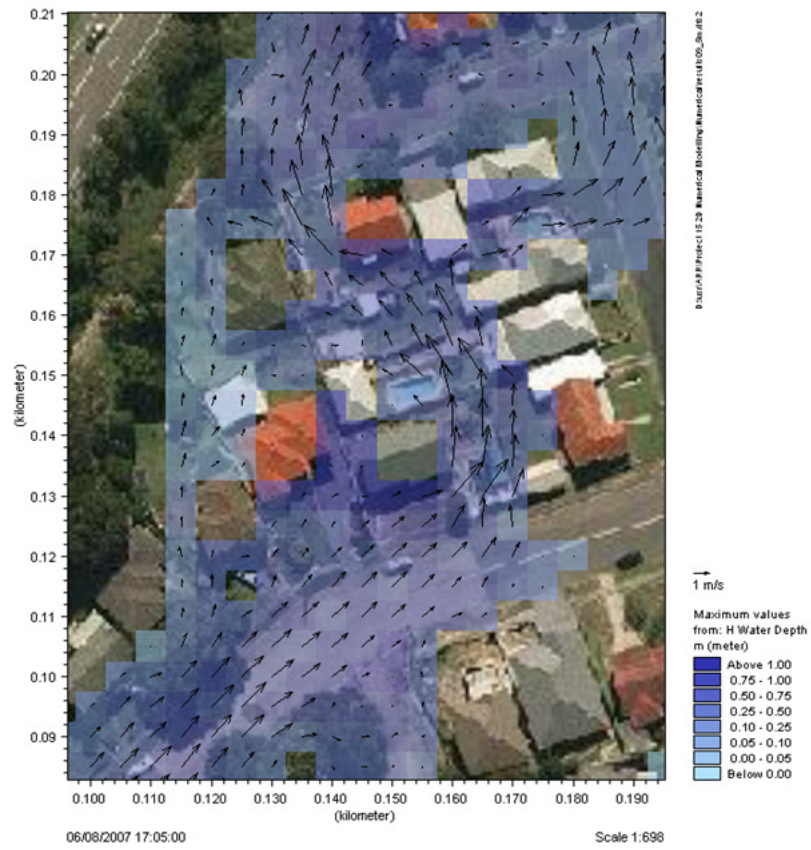 0.21
0.20
0.19
0.18
0.17
0.16
0.15
0.14
0.13
0.12
0.11
0.10
0.09
(kilometer)
0.100 0.110 0.120 0.130 0.140 0.150 0.160 0.170 0.180 0.190
(kilometer)
06/08/2007 17:05:00
Scale 1:698
1 m/s
Maximum values
from: H Water Depth
m (meter)
Above 1.00
0.75 - 1.00
0.50 - 0.75
0.25 - 0.50
0.10 - 0.25
0.05 - 0.10
0.00 - 0.05
Below 0.00